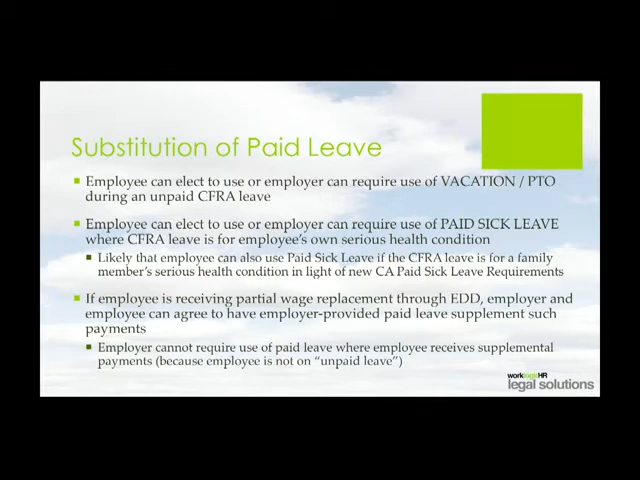 Substitution of Paid Leave
Employee can elect to use or employer can require use of VACATION / PTO
during an unpaid CFRA leave
Employee can elect to use or employer can require use of PAID SICK LEAVE
where CFRA leave is for employee's own serious health condition
Likely that employee can also use Paid Sick Leave if the CFRA leave is for a family
member's serious health condition in light of new CA Paid Sick Leave Requirements
If employee is receiving partial wage replacement through EDD, employer and
employee can agree to have employer-provided paid leave supplement such
payments
Employer cannot require use of paid leave where employee receives supplemental
payments (because employee is not on "unpaid leave")
worklogicHR
legal solutions